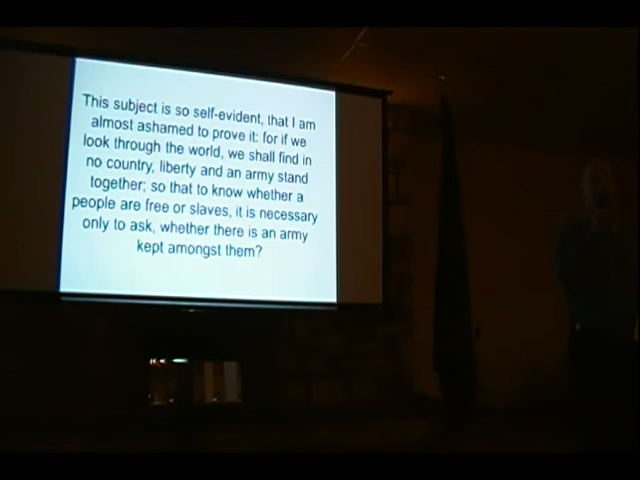 This subject is so self-evident, that I am
almost ashamed to prove it: for if we
look through the world, we shall find in
no country, liberty and an army stand
together; so that to know whether a
people are free or slaves, it is necessary
only to ask, whether there is an army
kept amongst them?